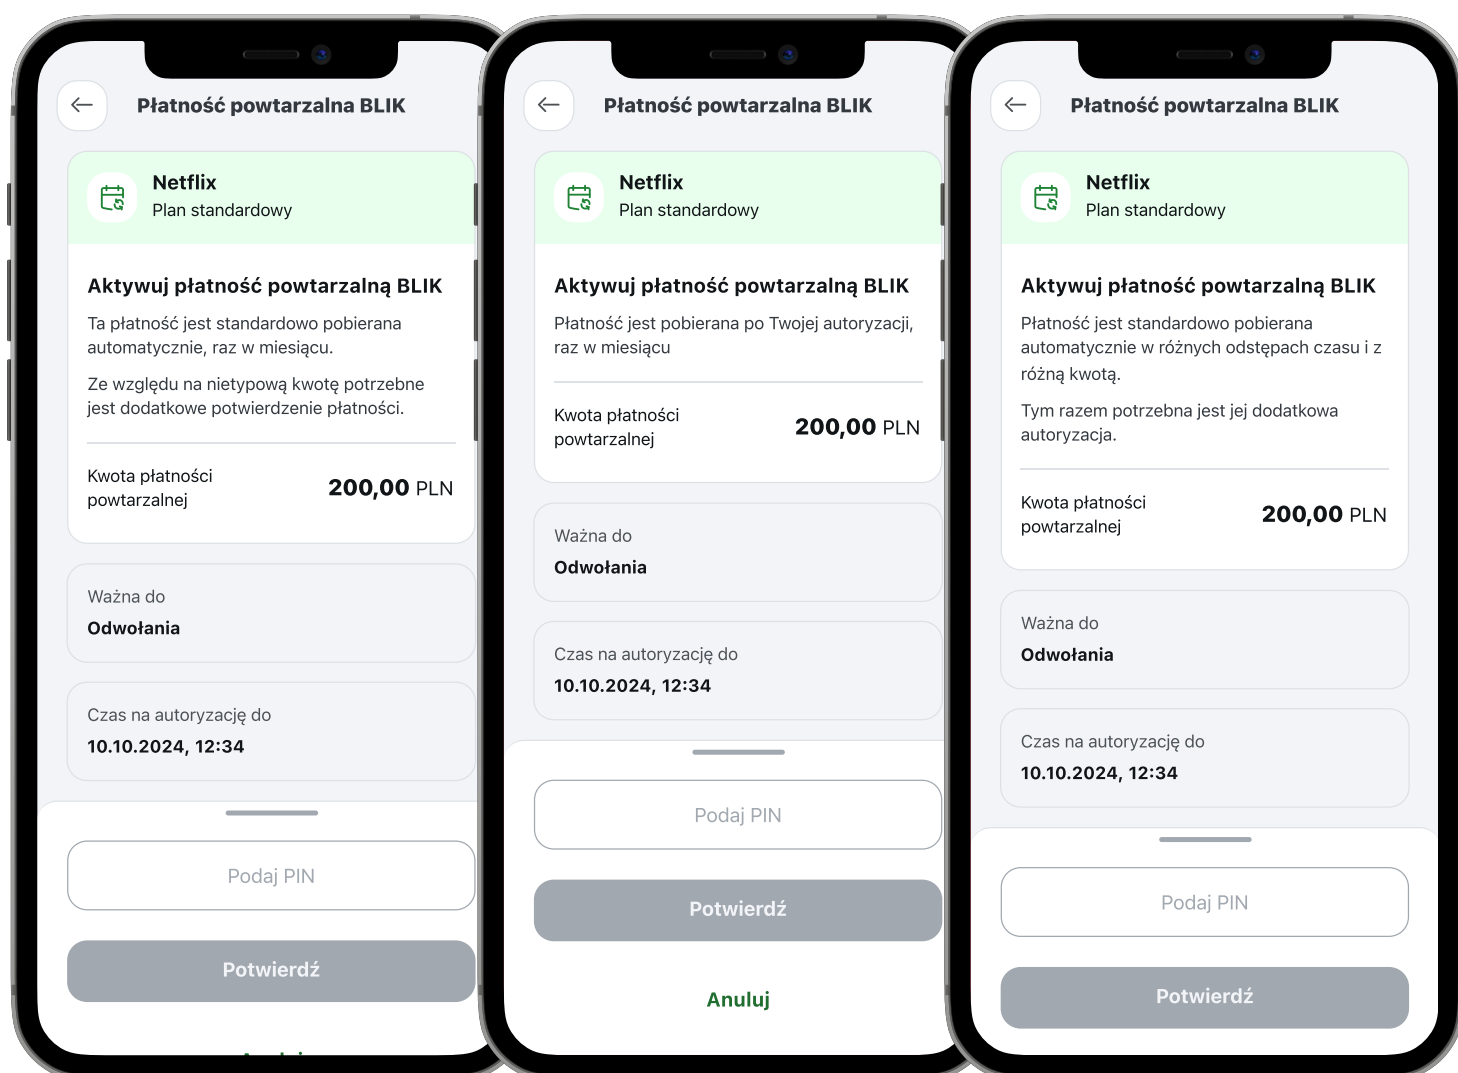 Płatność powtarzalna BLIK
Netflix
Plan standardowy
Aktywuj płatność powtarzalną BLIK
Ta płatność jest standardowo pobierana
automatycznie, raz w miesiącu.
Ze względu na nietypową kwotę potrzebne
jest dodatkowe potwierdzenie płatności.
Kwota płatności
powtarzalnej
200,00 PLN
Ważna do
Odwołania
Czas na autoryzację do
10.10.2024, 12:34
Podaj PIN
Potwierdź
Płatność powtarzalna BLIK
Netflix
Plan standardowy
Aktywuj płatność powtarzalną BLIK
Płatność jest pobierana po Twojej autoryzacji,
raz w miesiącu
Kwota płatności
powtarzalnej
200,00 PLN
Ważna do
Odwołania
Czas na autoryzację do
10.10.2024, 12:34
Podaj PIN
Potwierdź
Anuluj
Płatność powtarzalna BLIK
Netflix
Plan standardowy
Aktywuj płatność powtarzalną BLIK
Płatność jest standardowo pobierana
automatycznie w różnych odstępach czasu i z
różną kwotą.
Tym razem potrzebna jest jej dodatkowa
autoryzacja.
Kwota płatności
powtarzalnej
200,00 PLN
Ważna do
Odwołania
Czas na autoryzację do
10.10.2024, 12:34
Podaj PIN
Potwierdź